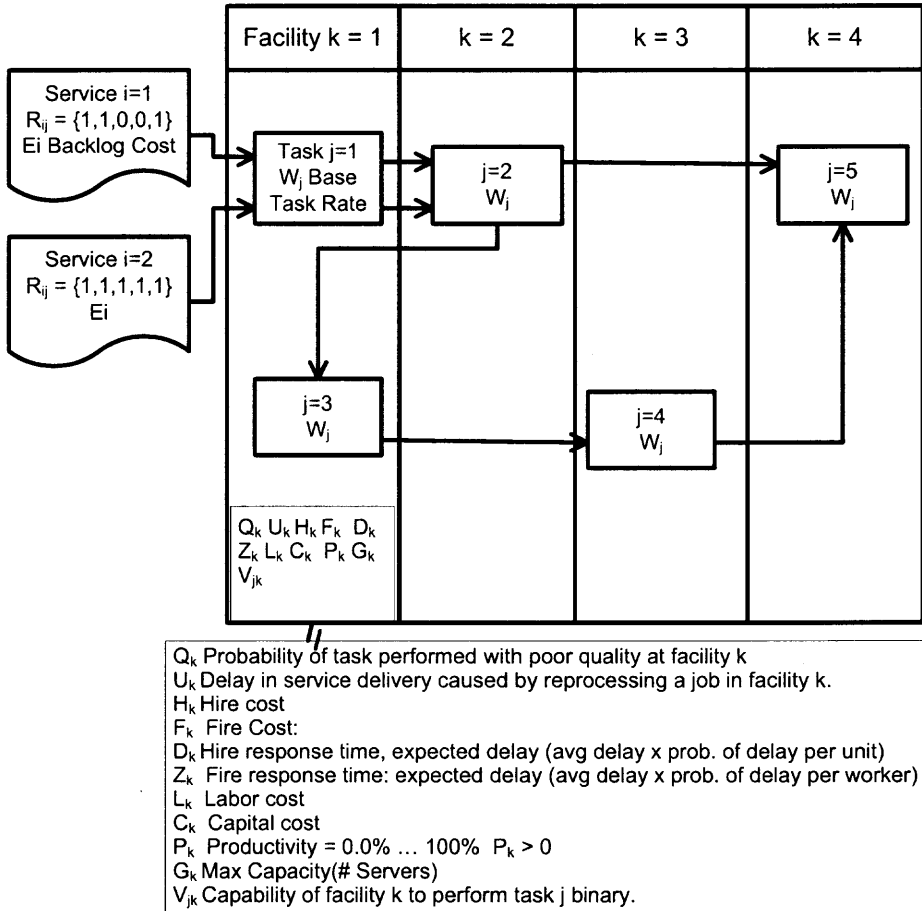 Facility k = 1
k = 2
k = 3
k = 4
Service i=1
R_ij = {1,1,0,0,1}
Ei Backlog Cost
Task j=1
W_j Base
Task Rate
j=2
W_j
j=5
W_j
Service i=2
R_ij = {1,1,1,1,1}
Ei
j=3
W_j
j=4
W_j
Q_k U_k H_k F_k D_k
Z_k L_k C_k P_k G_k
V_jk
Q_k Probability of task performed with poor quality at facility k
U_k Delay in service delivery caused by reprocessing a job in facility k.
H_k Hire cost
F_k Fire Cost:
D_k Hire response time, expected delay (avg delay x prob. of delay per unit)
Z_k Fire response time: expected delay (avg delay x prob. of delay per worker)
L_k Labor cost
C_k Capital cost
P_k Productivity = 0.0% ... 100% P_k > 0
G_k Max Capacity(# Servers)
V_jk Capability of facility k to perform task j binary.